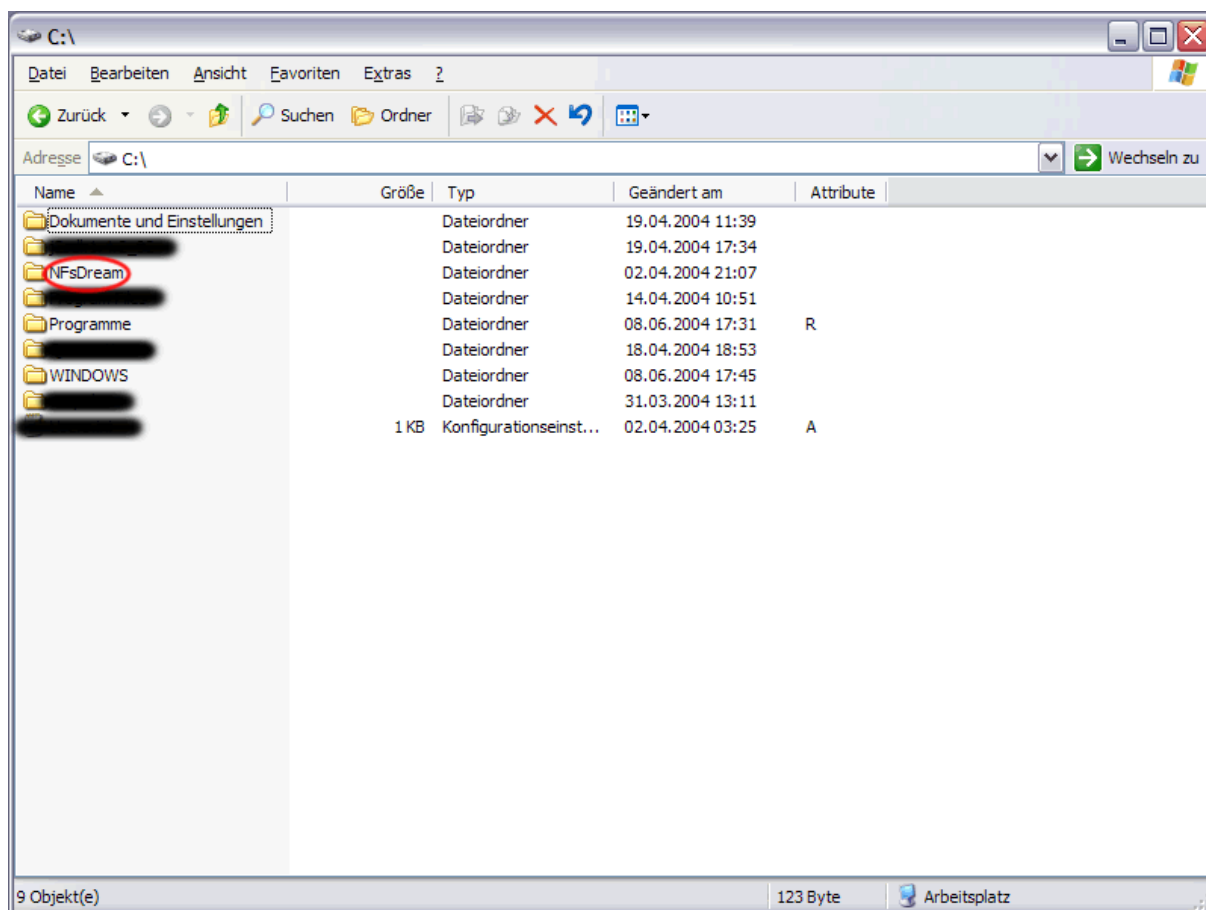 C:\
Datei Bearbeiten Ansicht Favoriten Extras ?
Zurück Suchen Ordner
Adresse C:\ Wechseln zu
Name Größe Typ Geändert am Attribute
Dokumente und Einstellungen Dateiordner 19.04.2004 11:39
Dateiordner 19.04.2004 17:34
NFsDream Dateiordner 02.04.2004 21:07
Dateiordner 14.04.2004 10:51
Programme Dateiordner 08.06.2004 17:31 R
Dateiordner 18.04.2004 18:53
WINDOWS Dateiordner 08.06.2004 17:45
Dateiordner 31.03.2004 13:11
1 KB Konfigurationseinst... 02.04.2004 03:25 A
9 Objekt(e) 123 Byte Arbeitsplatz